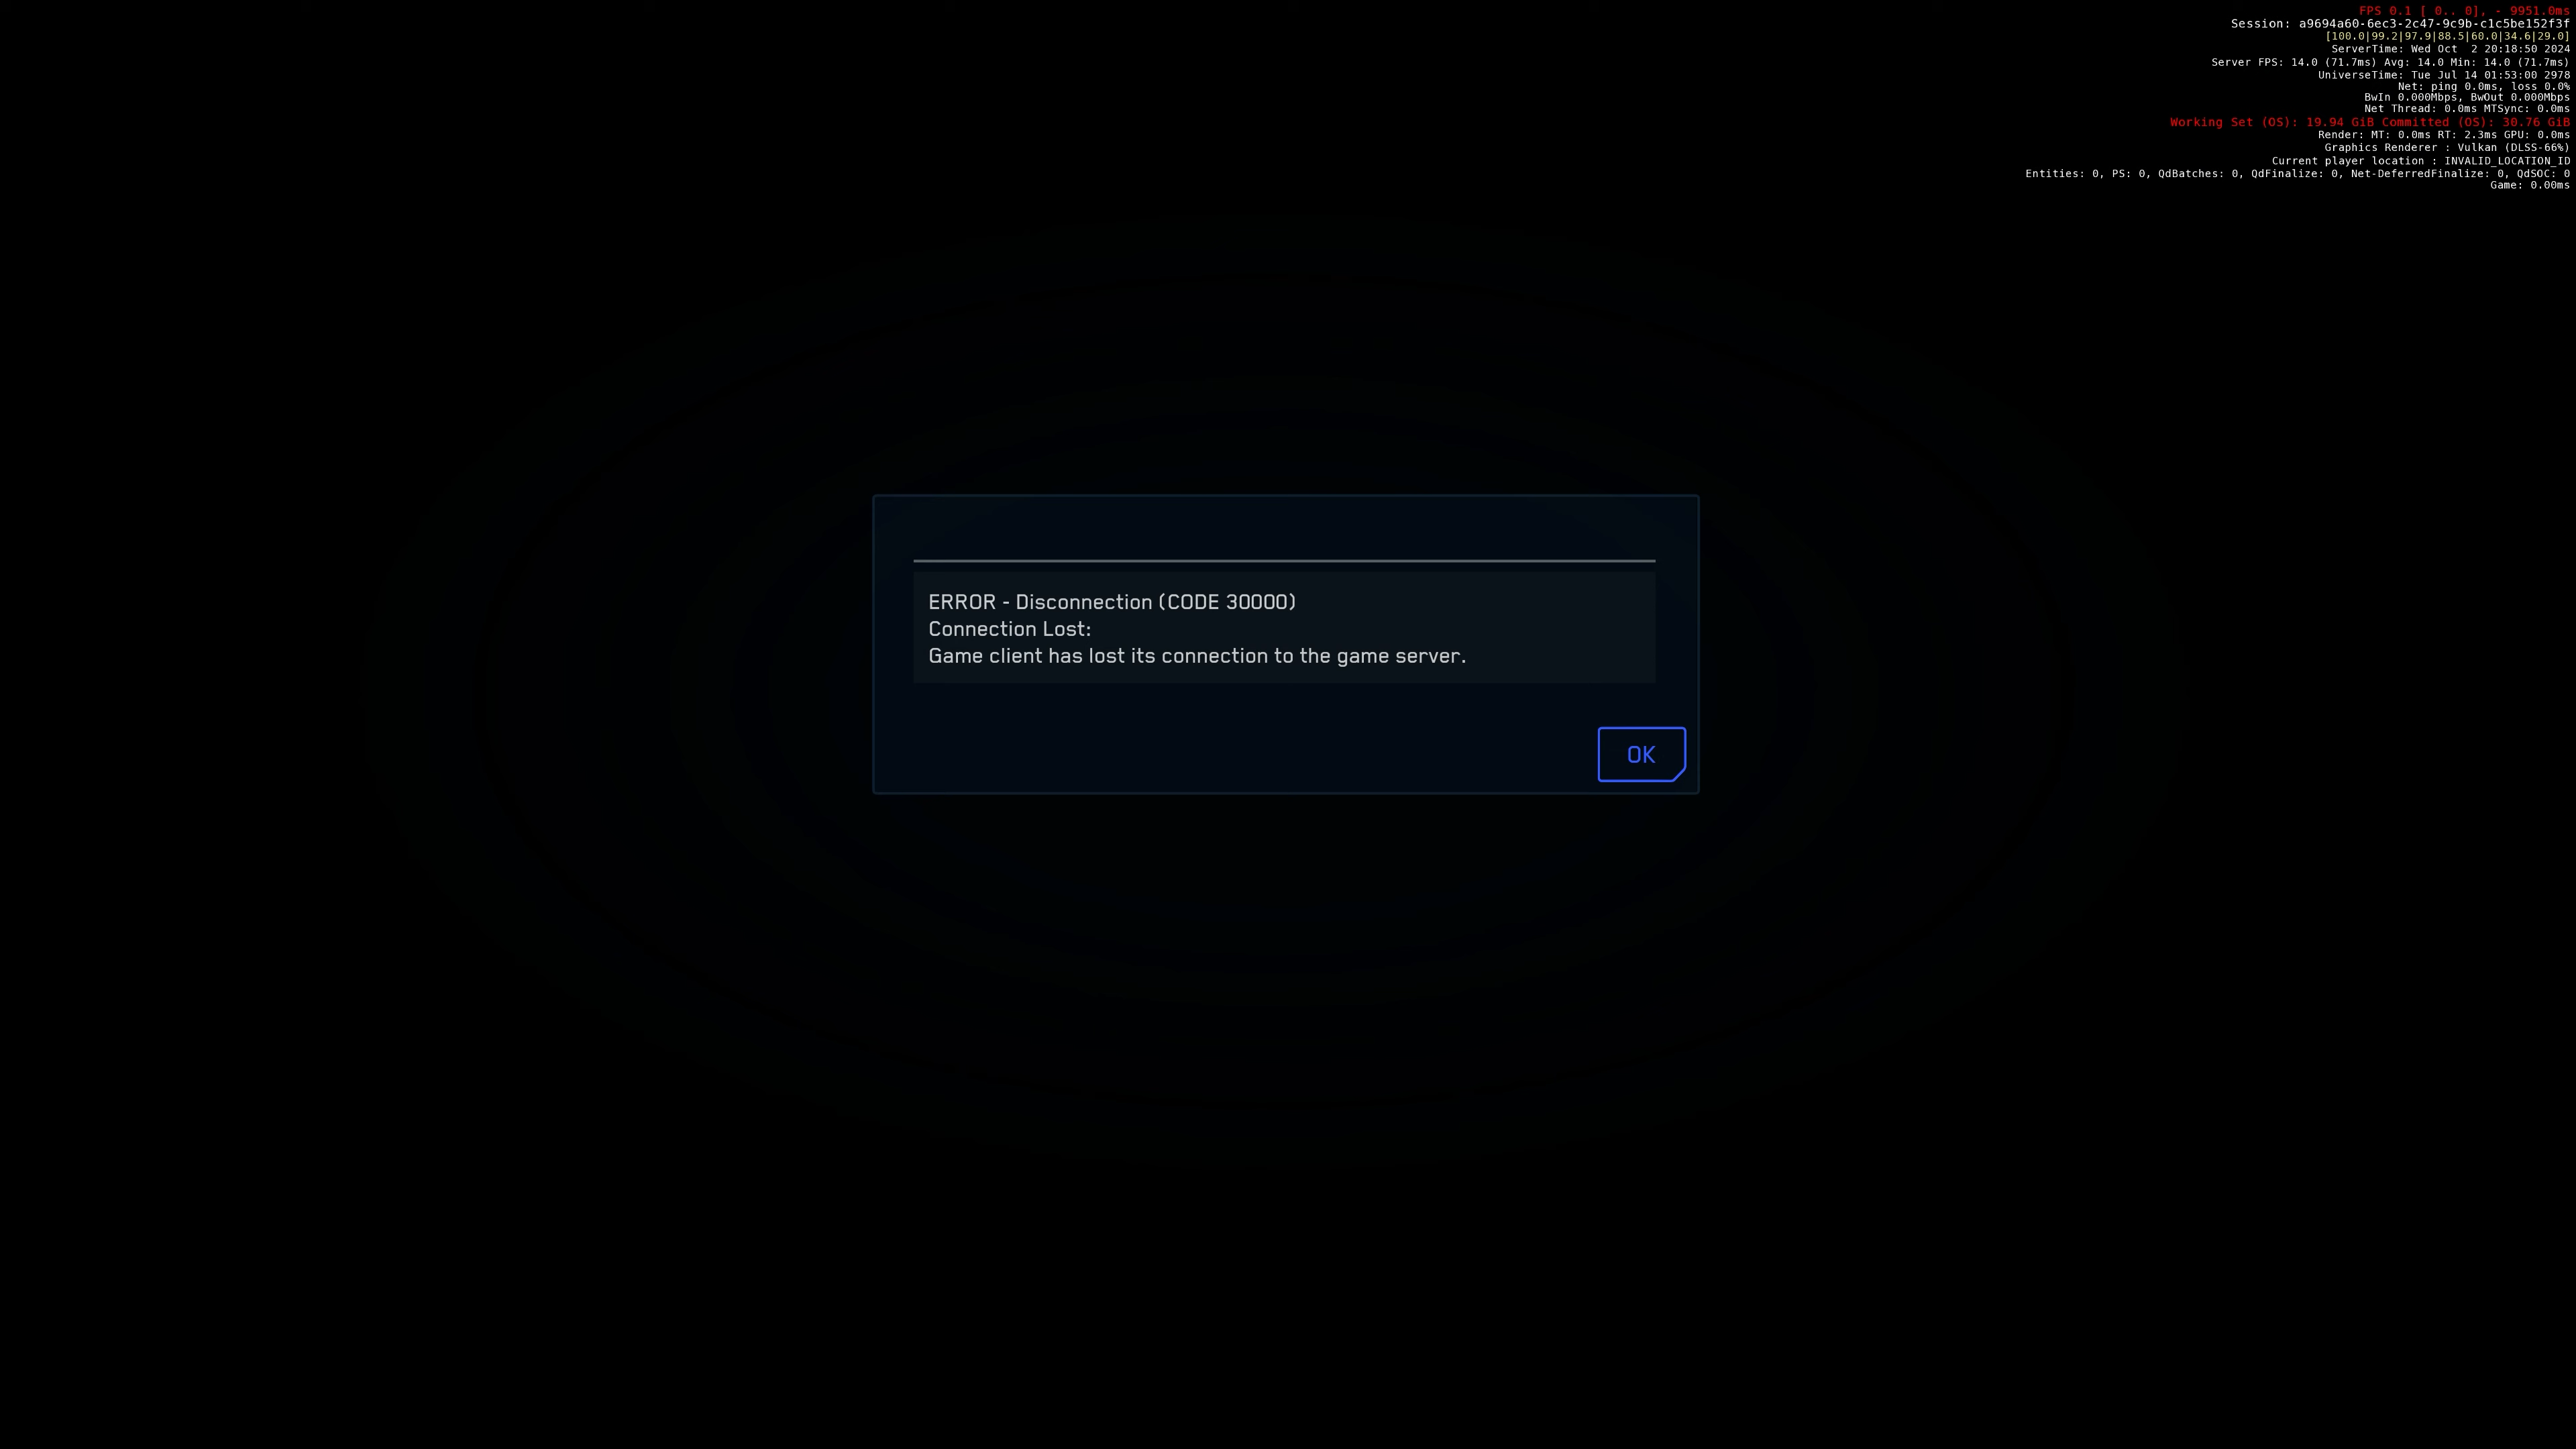 FPS 0.1 [ 0.. 0], - 9951.0ms
Session: a9694a60-6ec3-2c47-9c9b-c1c5be152f3f
[100.0|99.2|97.9|88.5|60.0|34.6|29.0]
ServerTime: Wed Oct  2 20:18:50 2024
Server FPS: 14.0 (71.7ms) Avg: 14.0 Min: 14.0 (71.7ms)
UniverseTime: Tue Jul 14 01:53:00 2978
Net: ping 0.0ms, loss 0.0%
BwIn 0.000Mbps, BwOut 0.000Mbps
Net Thread: 0.0ms MTSync: 0.0ms
Working Set (OS): 19.94 GiB Committed (OS): 30.76 GiB
Render: MT: 0.0ms RT: 2.3ms GPU: 0.0ms
Graphics Renderer : Vulkan (DLSS-66%)
Current player location : INVALID_LOCATION_ID
Entities: 0, PS: 0, QdBatches: 0, QdFinalize: 0, Net-DeferredFinalize: 0, QdSOC: 0
Game: 0.00ms
ERROR - Disconnection (CODE 30000)
Connection Lost:
Game client has lost its connection to the game server.
OK